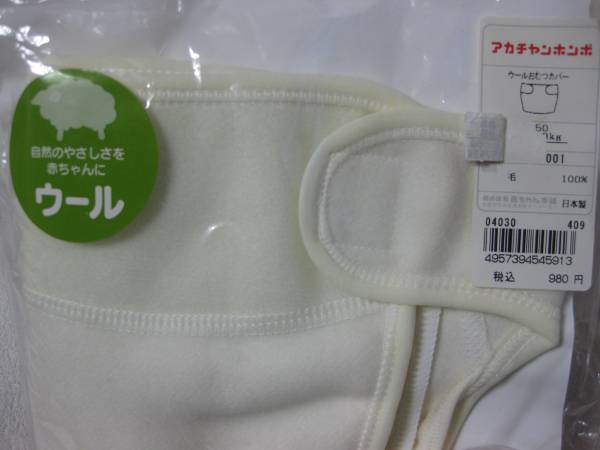 自然のやさしさを
赤ちゃんに
ウール
アカチャンホンポ
ウールおむつカバー
50
3kg
001
毛 100%
日本製
04030 409
4957394545913
税込 980 円